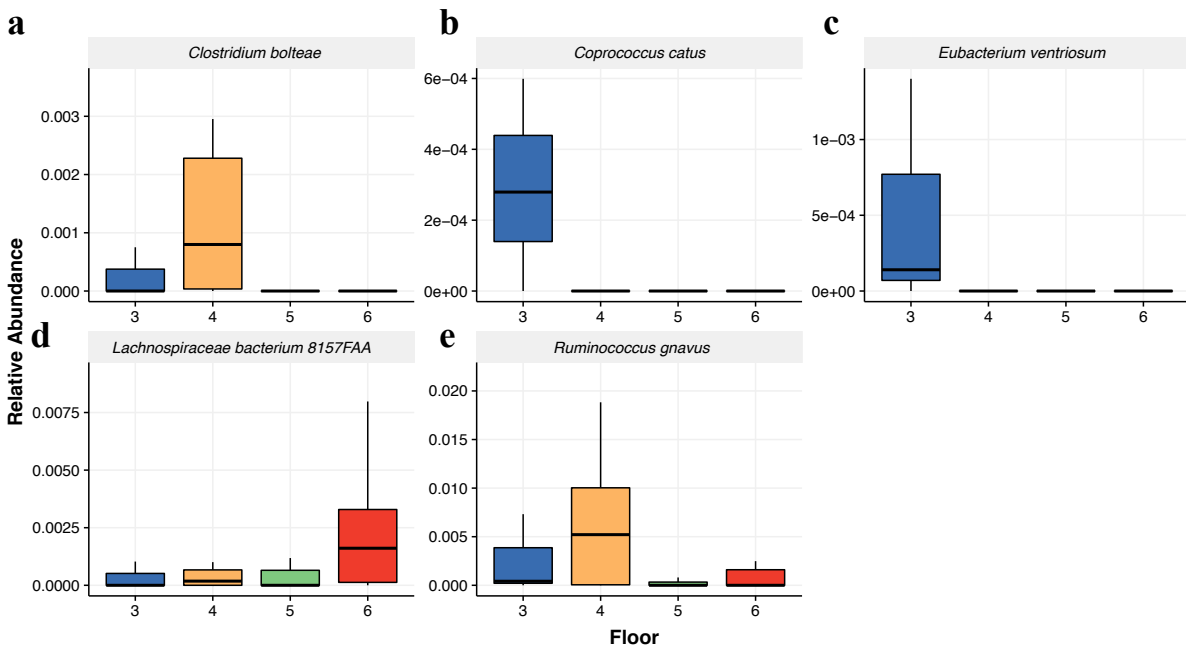 a
Clostridium bolteae
0.003
0.002
0.001
0.000
3 4 5 6
b
Coprococcus catus
6e−04
4e−04
2e−04
0e+00
3 4 5 6
c
Eubacterium ventriosum
1e−03
5e−04
0e+00
3 4 5 6
Relative Abundance
d
Lachnospiraceae bacterium 8157FAA
0.0075
0.0050
0.0025
0.0000
3 4 5 6
e
Ruminococcus gnavus
0.020
0.015
0.010
0.005
0.000
3 4 5 6
Floor